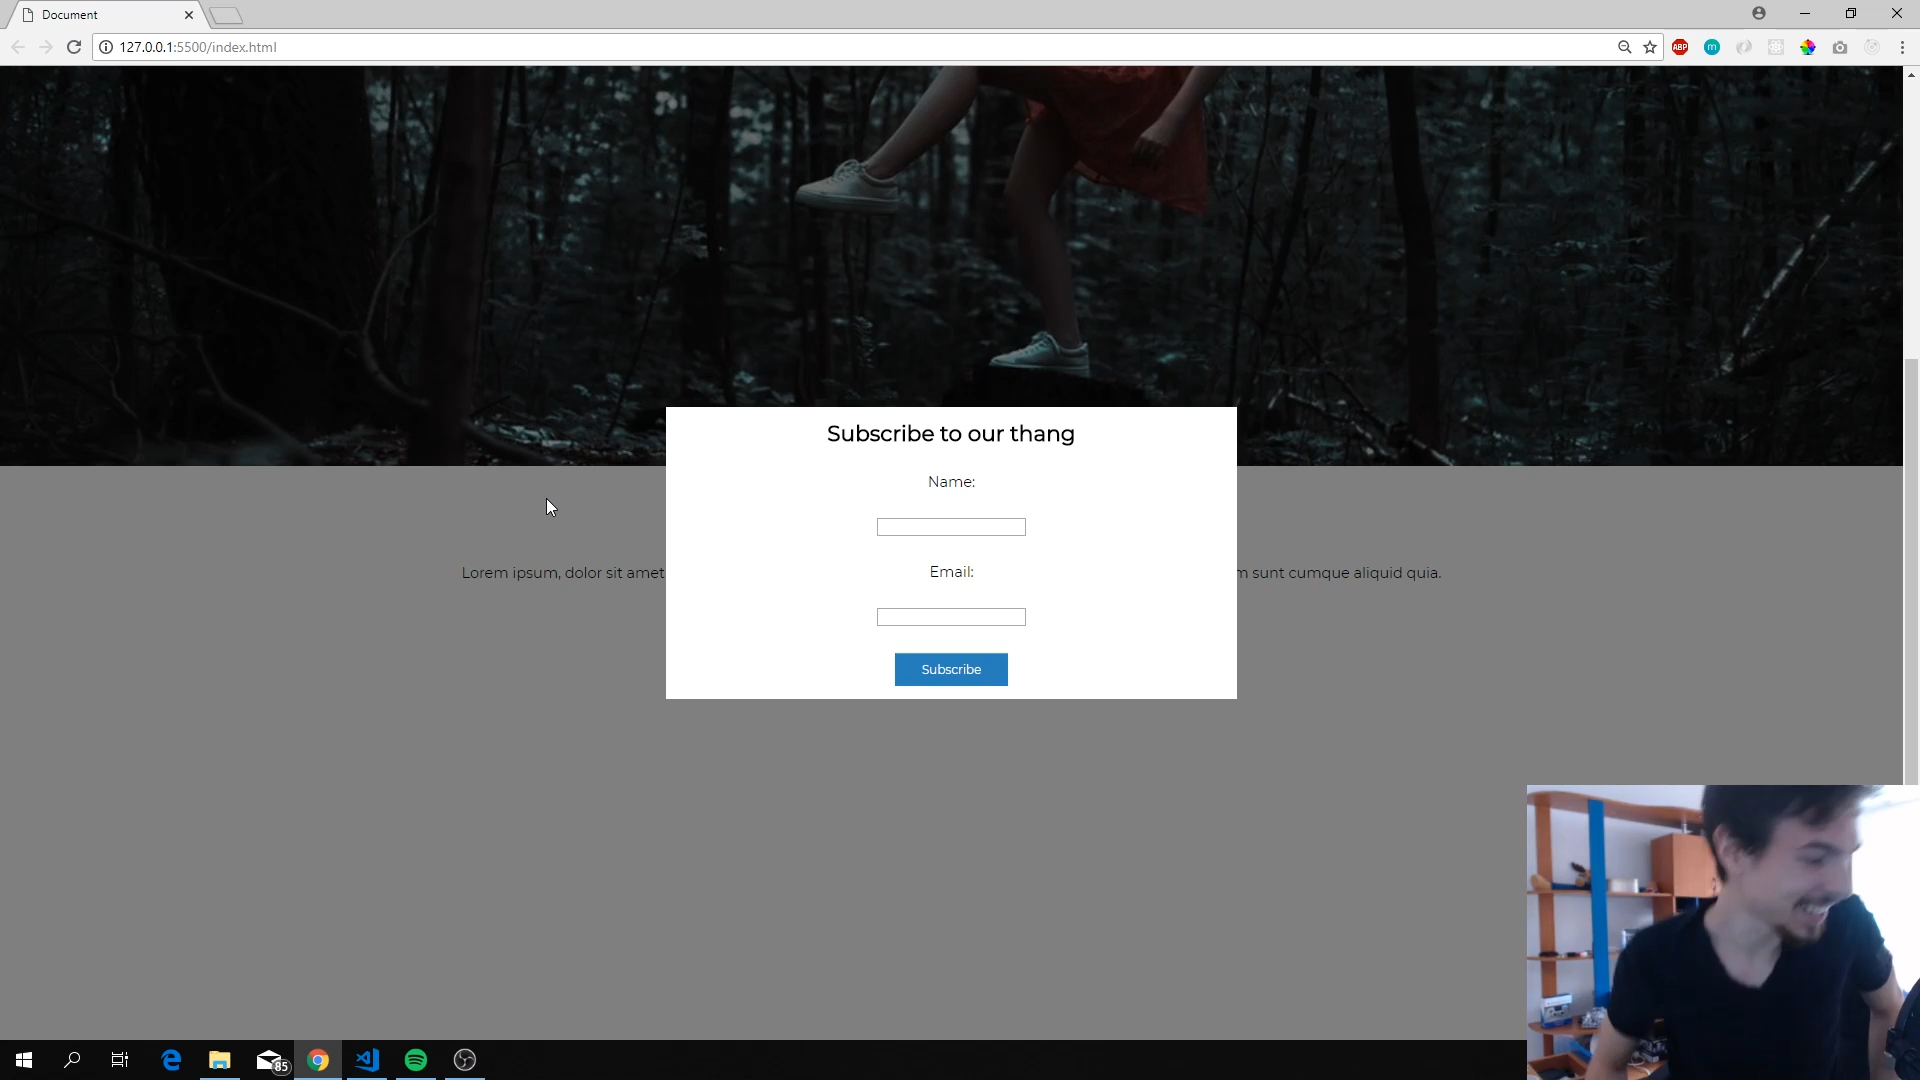 Document
127.0.0.1:5500/index.html
ABP
m
Subscribe to our thang
Name:
Lorem ipsum, dolor sit amet
Email:
m sunt cumque aliquid quia.
Subscribe
85